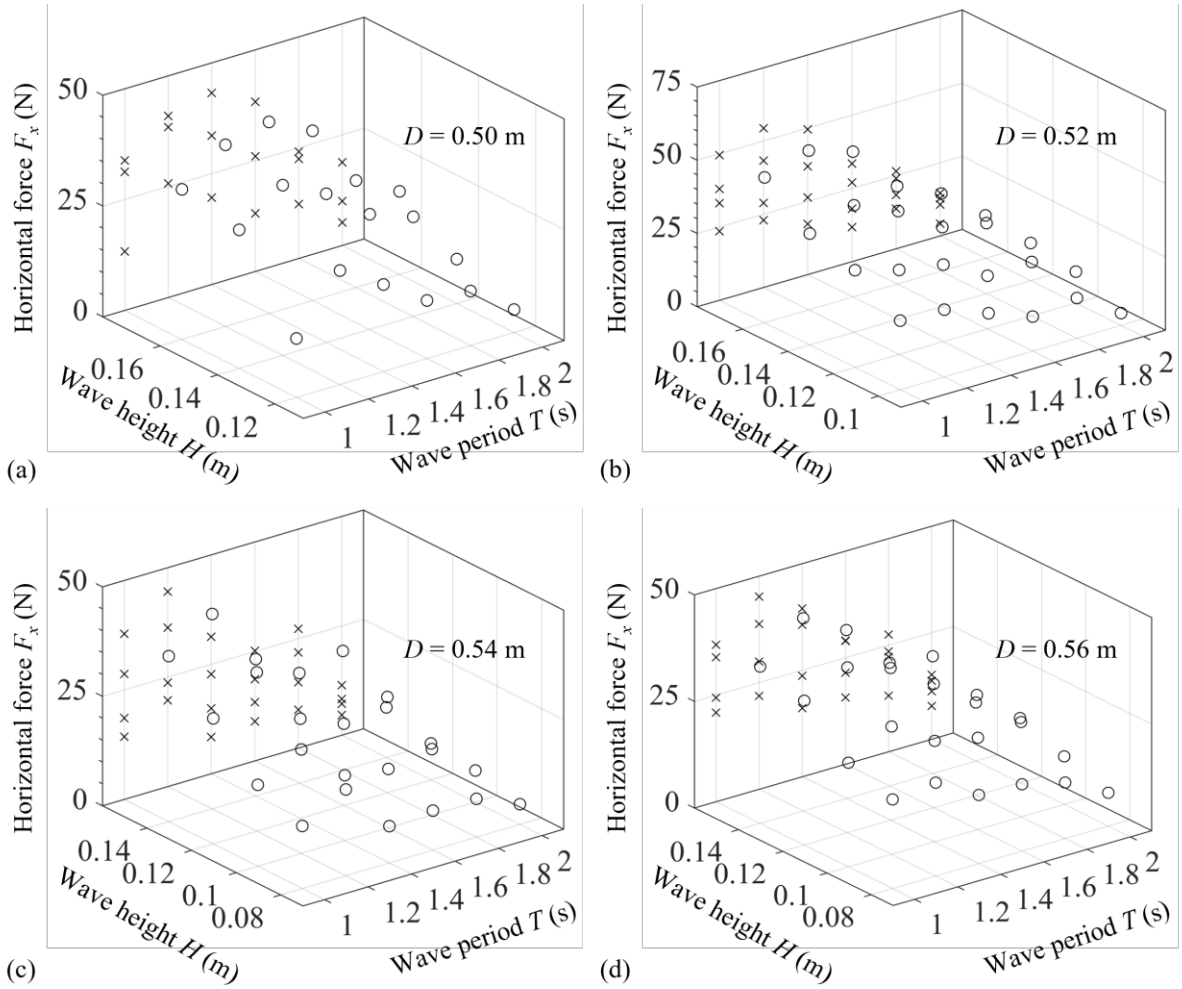 50
25
0
Horizontal force F_x (N)
D = 0.50 m
0.16
0.14
0.12
Wave height H (m)
1
1.2
1.4
1.6
1.8
2
Wave period T (s)
(a)
75
50
25
0
Horizontal force F_x (N)
D = 0.52 m
0.16
0.14
0.12
0.1
Wave height H (m)
1
1.2
1.4
1.6
1.8
2
Wave period T (s)
(b)
50
25
0
Horizontal force F_x (N)
D = 0.54 m
0.14
0.12
0.1
0.08
Wave height H (m)
1
1.2
1.4
1.6
1.8
2
Wave period T (s)
(c)
50
25
0
Horizontal force F_x (N)
D = 0.56 m
0.14
0.12
0.1
0.08
Wave height H (m)
1
1.2
1.4
1.6
1.8
2
Wave period T (s)
(d)